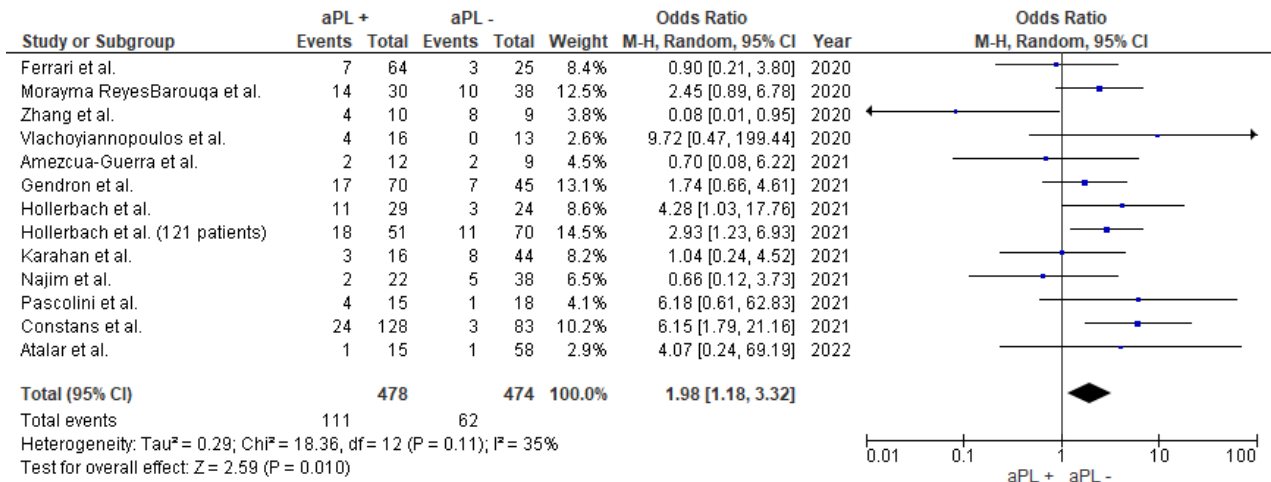 aPL + aPL - Odds Ratio Odds Ratio
Study or Subgroup Events Total Events Total Weight M-H, Random, 95% CI Year M-H, Random, 95% CI
Ferrari et al. 7 64 3 25 8.4% 0.90 [0.21, 3.80] 2020
Morayma ReyesBarouqa et al. 14 30 10 38 12.5% 2.45 [0.89, 6.78] 2020
Zhang et al. 4 10 8 9 3.8% 0.08 [0.01, 0.95] 2020
Vlachoyiannopoulos et al. 4 16 0 13 2.6% 9.72 [0.47, 199.44] 2020
Amezcua-Guerra et al. 2 12 2 9 4.5% 0.70 [0.08, 6.22] 2021
Gendron et al. 17 70 7 45 13.1% 1.74 [0.66, 4.61] 2021
Hollerbach et al. 11 29 3 24 8.6% 4.28 [1.03, 17.76] 2021
Hollerbach et al. (121 patients) 18 51 11 70 14.5% 2.93 [1.23, 6.93] 2021
Karahan et al. 3 16 8 44 8.2% 1.04 [0.24, 4.52] 2021
Najim et al. 2 22 5 38 6.5% 0.66 [0.12, 3.73] 2021
Pascolini et al. 4 15 1 18 4.1% 6.18 [0.61, 62.83] 2021
Constans et al. 24 128 3 83 10.2% 6.15 [1.79, 21.16] 2021
Atalar et al. 1 15 1 58 2.9% 4.07 [0.24, 69.19] 2022
Total (95% CI) 478 474 100.0% 1.98 [1.18, 3.32]
Total events 111 62
Heterogeneity: Tau² = 0.29; Chi² = 18.36, df = 12 (P = 0.11); I² = 35%
Test for overall effect: Z = 2.59 (P = 0.010)
0.01 0.1 1 10 100
aPL + aPL -